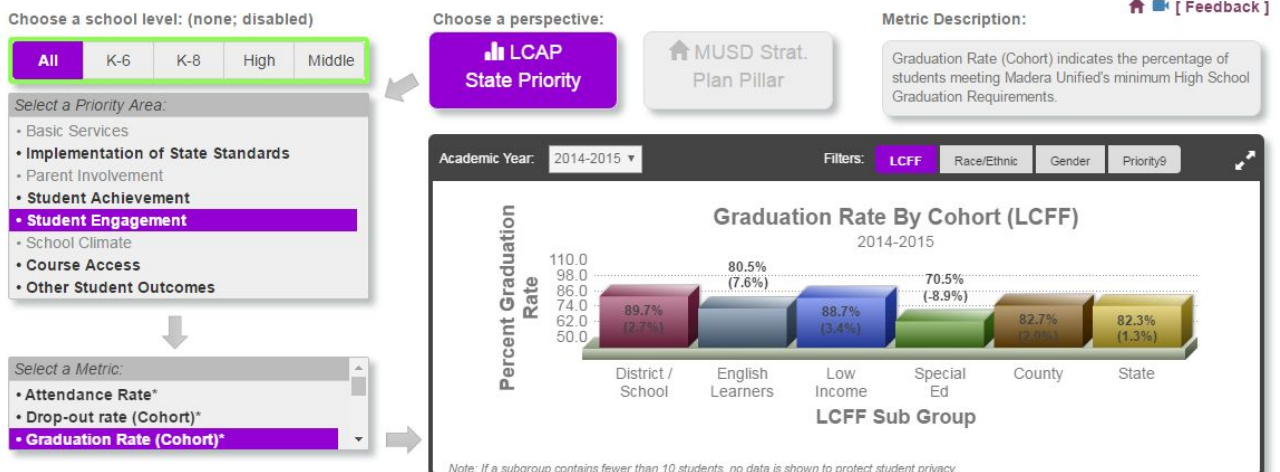 Choose a school level: (none; disabled)
All K-6 K-8 High Middle
Select a Priority Area:
• Basic Services
• Implementation of State Standards
• Parent Involvement
• Student Achievement
• Student Engagement
• School Climate
• Course Access
• Other Student Outcomes
Select a Metric:
• Attendance Rate*
• Drop-out rate (Cohort)*
• Graduation Rate (Cohort)*
Choose a perspective:
LCAP
State Priority
MUSD Strat.
Plan Pillar
[ Feedback ]
Metric Description:
Graduation Rate (Cohort) indicates the percentage of
students meeting Madera Unified's minimum High School
Graduation Requirements.
Academic Year: 2014-2015
Filters: LCFF Race/Ethnic Gender Priority9
Graduation Rate By Cohort (LCFF)
2014-2015
Percent Graduation
Rate
110.0
98.0
86.0
74.0
62.0
50.0
89.7%
(2.7%)
80.5%
(7.6%)
88.7%
(3.4%)
70.5%
(-8.9%)
82.7%
82.3%
(1.3%)
District /
School
English
Learners
Low
Income
Special
Ed
County
State
LCFF Sub Group
Note: If a subgroup contains fewer than 10 students, no data is shown to protect student privacy